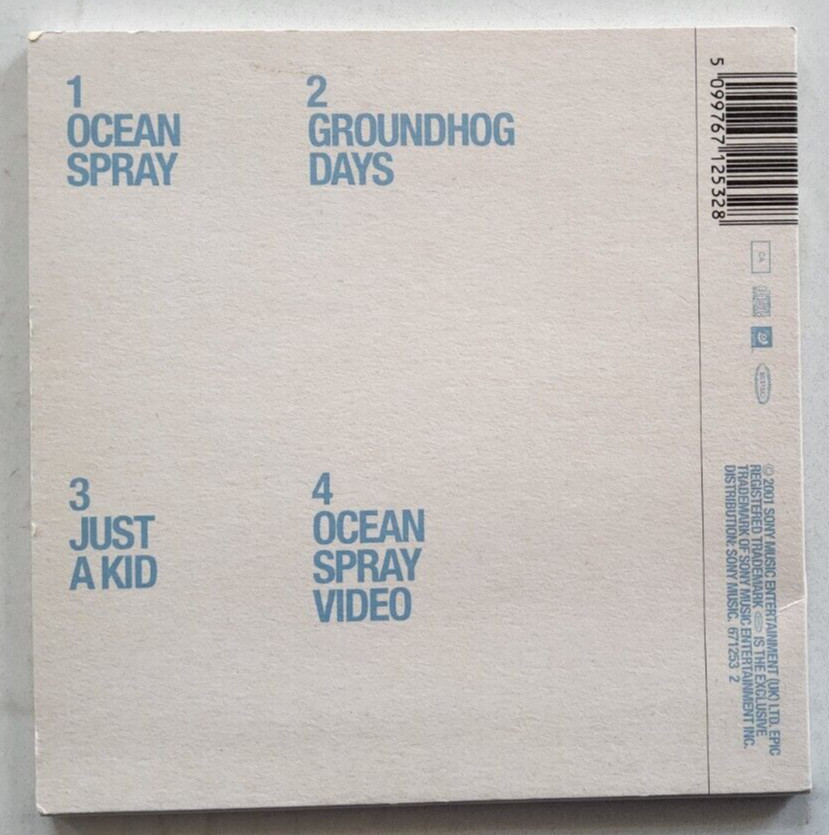 1
OCEAN
SPRAY
2
GROUNDHOG
DAYS
3
JUST
A KID
4
OCEAN
SPRAY
VIDEO
5 099767 125328
CA
© 2001 SONY MUSIC ENTERTAINMENT (UK) LTD. EPIC
REGISTERED TRADEMARK IS THE EXCLUSIVE
TRADEMARK OF SONY MUSIC ENTERTAINMENT INC.
DISTRIBUTION: SONY MUSIC. 671253 2